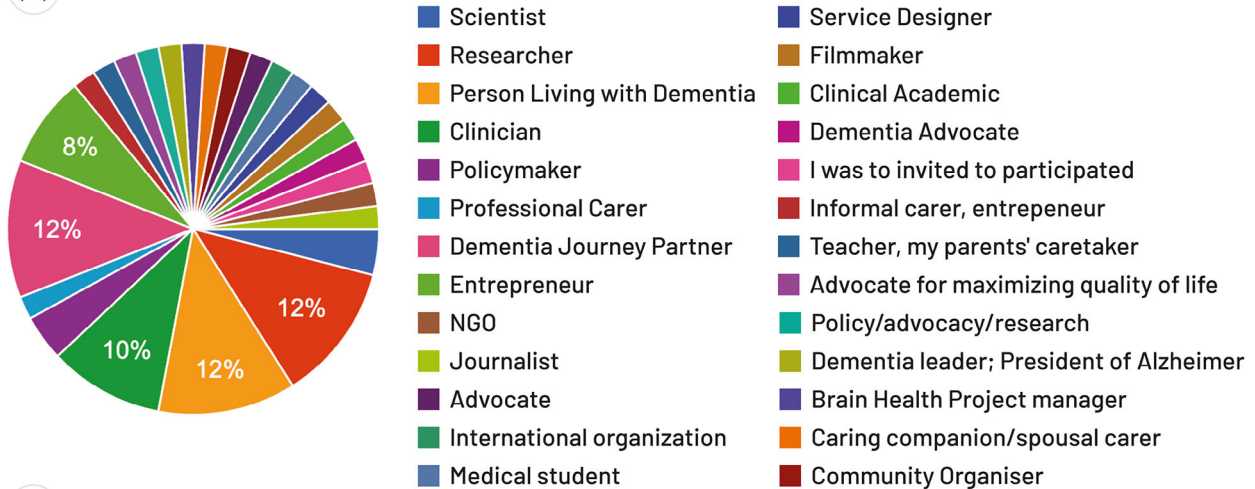 8%
12%
12%
10%
12%
Scientist
Researcher
Person Living with Dementia
Clinician
Policymaker
Professional Carer
Dementia Journey Partner
Entrepreneur
NGO
Journalist
Advocate
International organization
Medical student
Service Designer
Filmmaker
Clinical Academic
Dementia Advocate
I was to invited to participated
Informal carer, entrepeneur
Teacher, my parents' caretaker
Advocate for maximizing quality of life
Policy/advocacy/research
Dementia leader; President of Alzheimer
Brain Health Project manager
Caring companion/spousal carer
Community Organiser